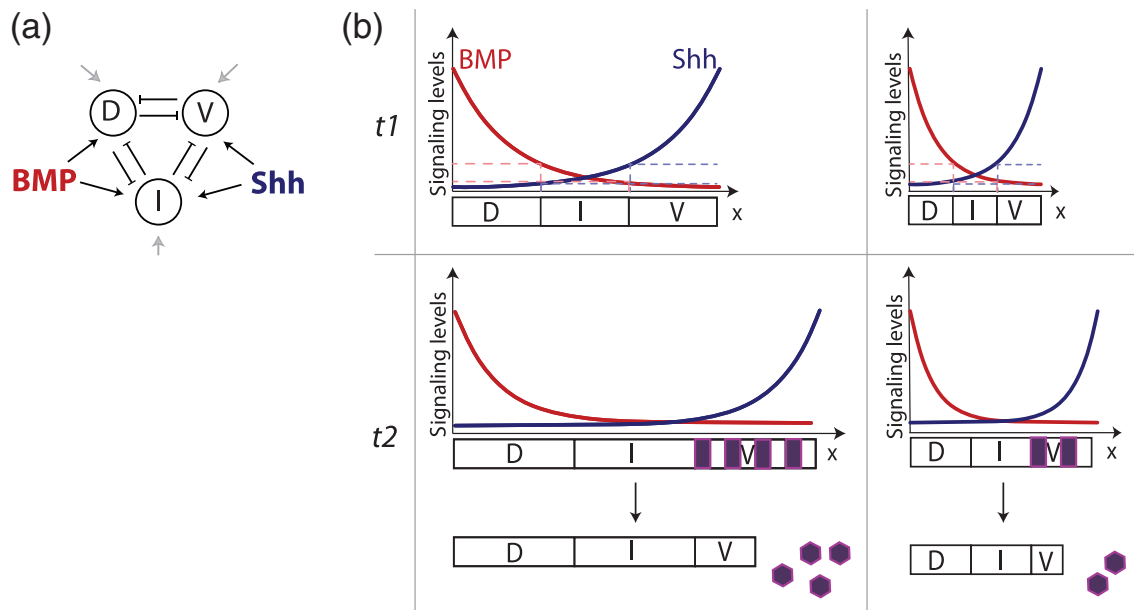 (a)
D
V
BMP
Shh
I
(b)
t1
Signaling levels
BMP
Shh
D
I
V
x
Signaling levels
D
I
V
x
t2
Signaling levels
D
I
V
x
Signaling levels
D
I
V
x
D
I
V
D
I
V